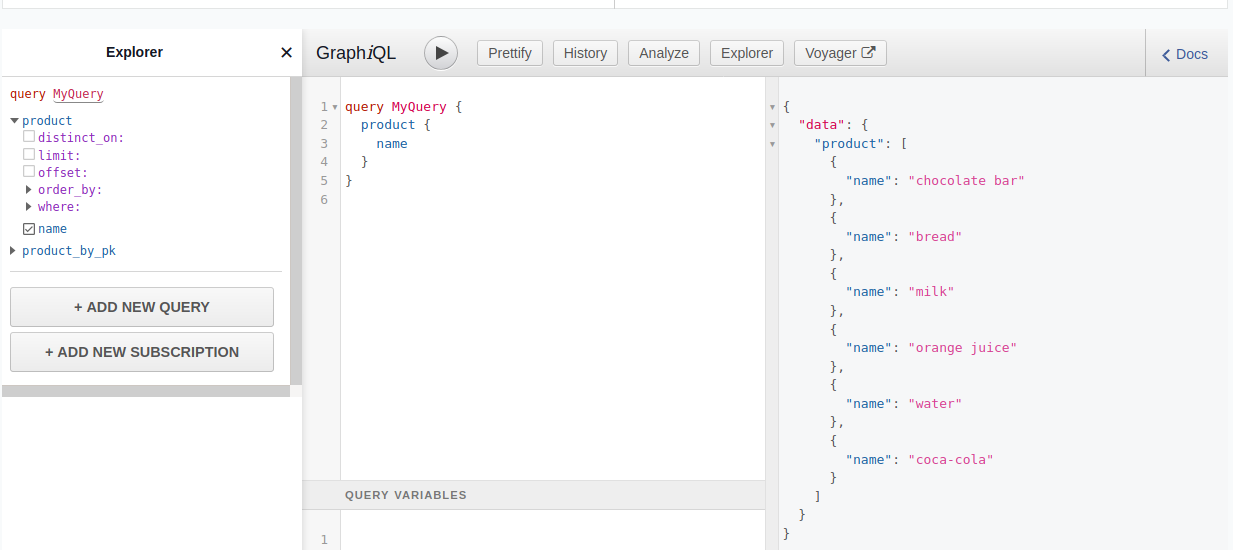 Explorer
✕
query MyQuery
product
distinct_on:
limit:
offset:
order_by:
where:
name
product_by_pk
+ ADD NEW QUERY
+ ADD NEW SUBSCRIPTION
GraphiQL
Prettify
History
Analyze
Explorer
Voyager
Docs
1 query MyQuery {
2 product {
3 name
4 }
5 }
6
QUERY VARIABLES
1
{
"data": {
"product": [
{
"name": "chocolate bar"
},
{
"name": "bread"
},
{
"name": "milk"
},
{
"name": "orange juice"
},
{
"name": "water"
},
{
"name": "coca-cola"
}
]
}
}